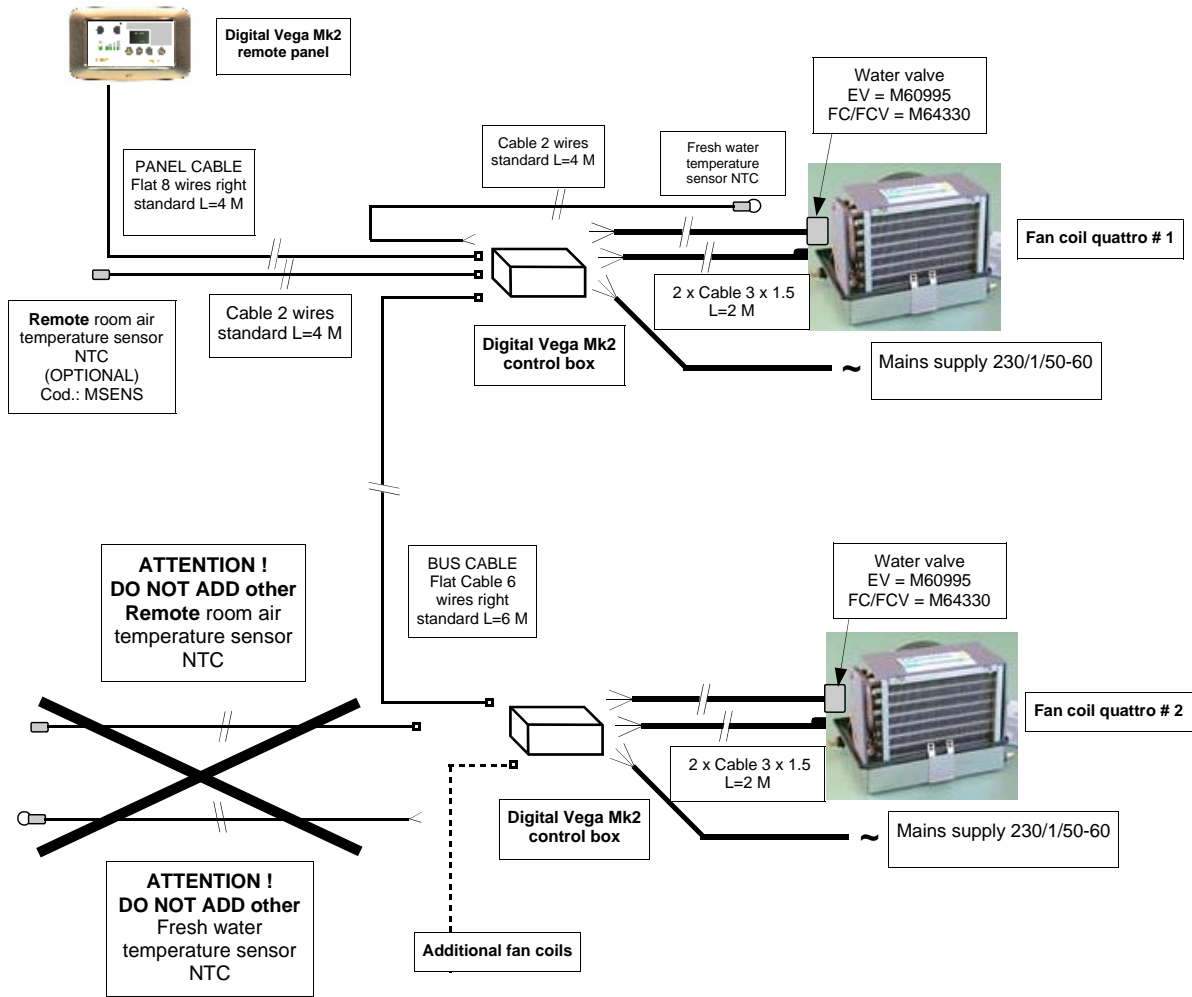 Digital Vega Mk2
remote panel
Water valve
EV = M60995
FC/FCV = M64330
Cable 2 wires
standard L=4 M
Fresh water
temperature
sensor NTC
PANEL CABLE
Flat 8 wires right
standard L=4 M
Fan coil quattro # 1
2 x Cable 3 x 1.5
L=2 M
Cable 2 wires
standard L=4 M
Remote room air
temperature sensor
NTC
(OPTIONAL)
Cod.: MSENS
Digital Vega Mk2
control box
~ Mains supply 230/1/50-60
ATTENTION !
DO NOT ADD other
Remote room air
temperature sensor
NTC
BUS CABLE
Flat Cable 6
wires right
standard L=6 M
Water valve
EV = M60995
FC/FCV = M64330
Fan coil quattro # 2
2 x Cable 3 x 1.5
L=2 M
Digital Vega Mk2
control box
~ Mains supply 230/1/50-60
ATTENTION !
DO NOT ADD other
Fresh water
temperature sensor
NTC
Additional fan coils